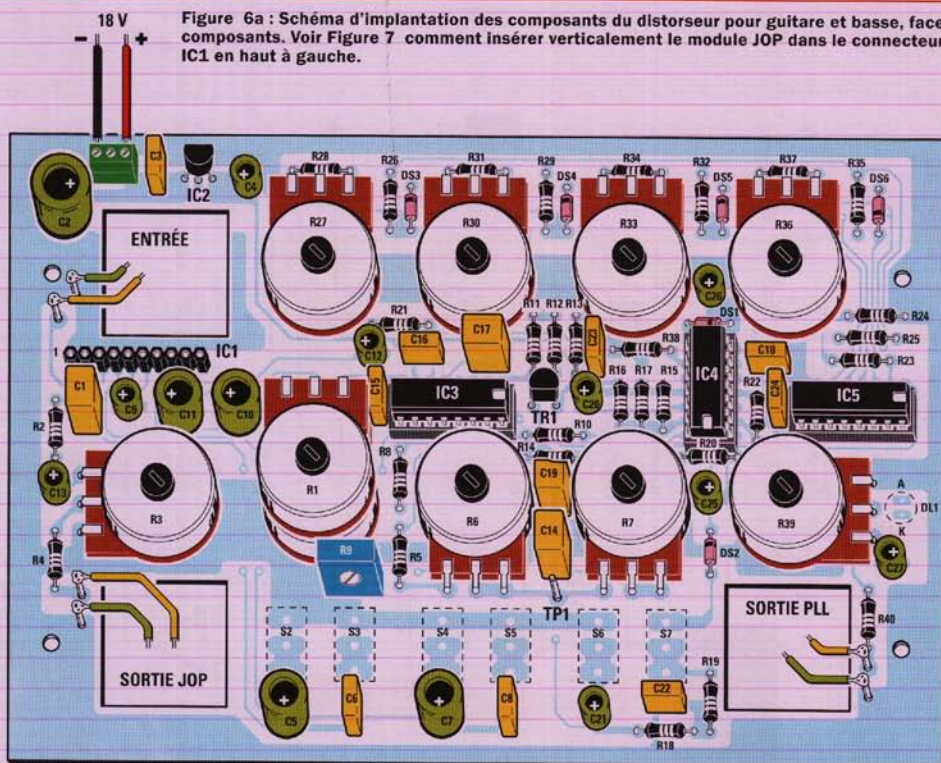 18 V
Figure 6a : Schéma d'implantation des composants du distorseur pour guitare et basse, face
composants. Voir Figure 7 comment insérer verticalement le module JOP dans le connecteur
IC1 en haut à gauche.
− +
C2
C3
IC2
C4
R28
R26
DS3
R31
R29
DS4
R34
R32
DS5
R37
R35
DS6
R27
R30
R33
R36
ENTRÉE
1
IC1
R21
C12
C16
C17
R11
R12
R13
C23
R38
C26
DS1
R24
R25
R23
C1
C9
C11
C10
C15
IC3
TR1
C20
R16
R17
R15
IC4
C18
R22
C24
IC5
R2
C13
R3
R1
R8
R14
R10
R6
C19
C14
R7
R20
C25
R39
A
DL1
K
C27
R4
R9
R5
TP1
DS2
SORTIE JOP
S2
S3
S4
S5
S6
S7
SORTIE PLL
R40
C5
C6
C7
C8
C21
C22
R18
R19